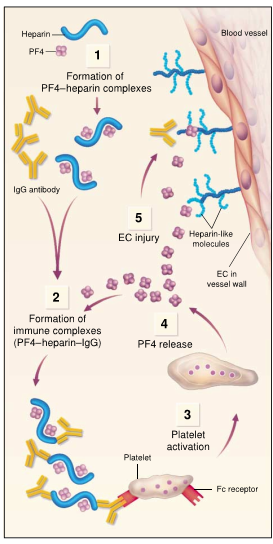 Heparin
PF4
1
Formation of
PF4–heparin complexes
Blood vessel
IgG antibody
5
EC injury
Heparin-like
molecules
EC in
vessel wall
2
Formation of
immune complexes
(PF4–heparin–IgG)
4
PF4 release
3
Platelet
activation
Platelet
Fc receptor